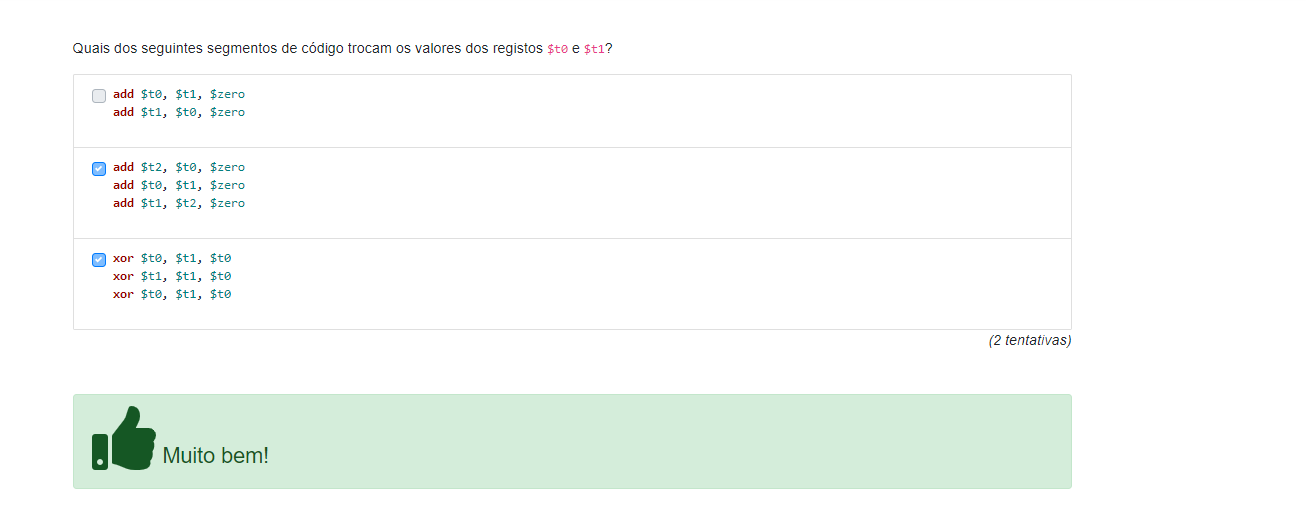 Quais dos seguintes segmentos de código trocam os valores dos registos $t0 e $t1?
add $t0, $t1, $zero
add $t1, $t0, $zero
add $t2, $t0, $zero
add $t0, $t1, $zero
add $t1, $t2, $zero
xor $t0, $t1, $t0
xor $t1, $t1, $t0
xor $t0, $t1, $t0
(2 tentativas)
Muito bem!